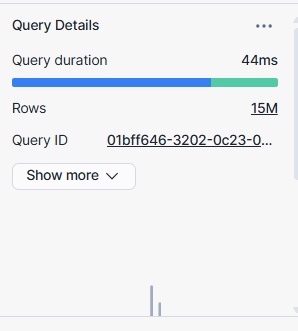 Query Details
Query duration 44ms
Rows 15M
Query ID 01bff646-3202-0c23-0...
Show more